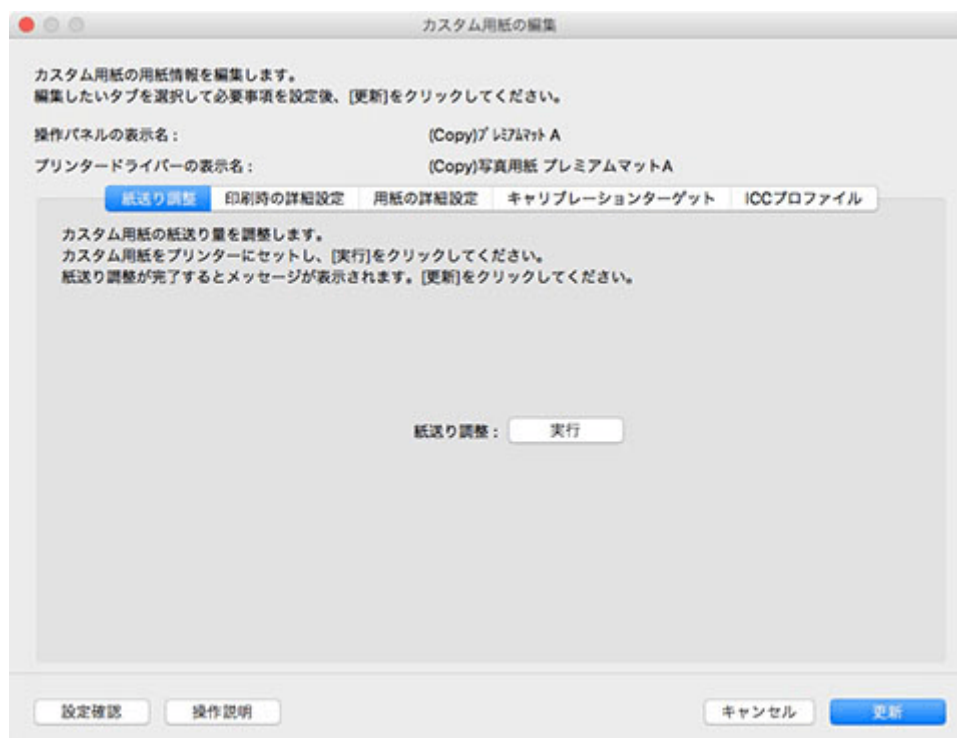 カスタム用紙の編集
カスタム用紙の用紙情報を編集します。
編集したいタブを選択して必要事項を設定後、[更新]をクリックしてください。
操作パネルの表示名： (Copy)ﾌﾟﾚﾐｱﾑﾏｯﾄ A
プリンタードライバーの表示名： (Copy)写真用紙 プレミアムマットA
紙送り調整 印刷時の詳細設定 用紙の詳細設定 キャリブレーションターゲット ICCプロファイル
カスタム用紙の紙送り量を調整します。
カスタム用紙をプリンターにセットし、[実行]をクリックしてください。
紙送り調整が完了するとメッセージが表示されます。[更新]をクリックしてください。
紙送り調整： 実行
設定確認 操作説明 キャンセル 更新